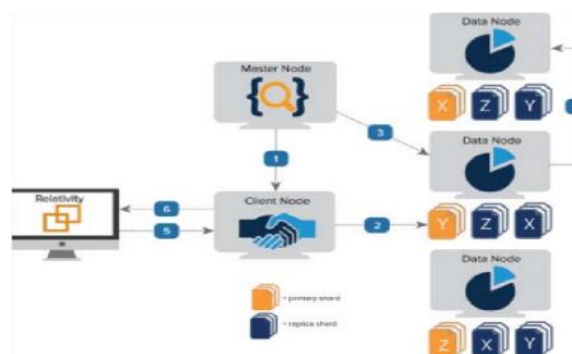 Data Node
Master Node
X Z Y
3
1
Data Node
Relativity
Client Node
6
5
2
Y Z X
Data Node
= primary shard
= replica shard
Z X Y